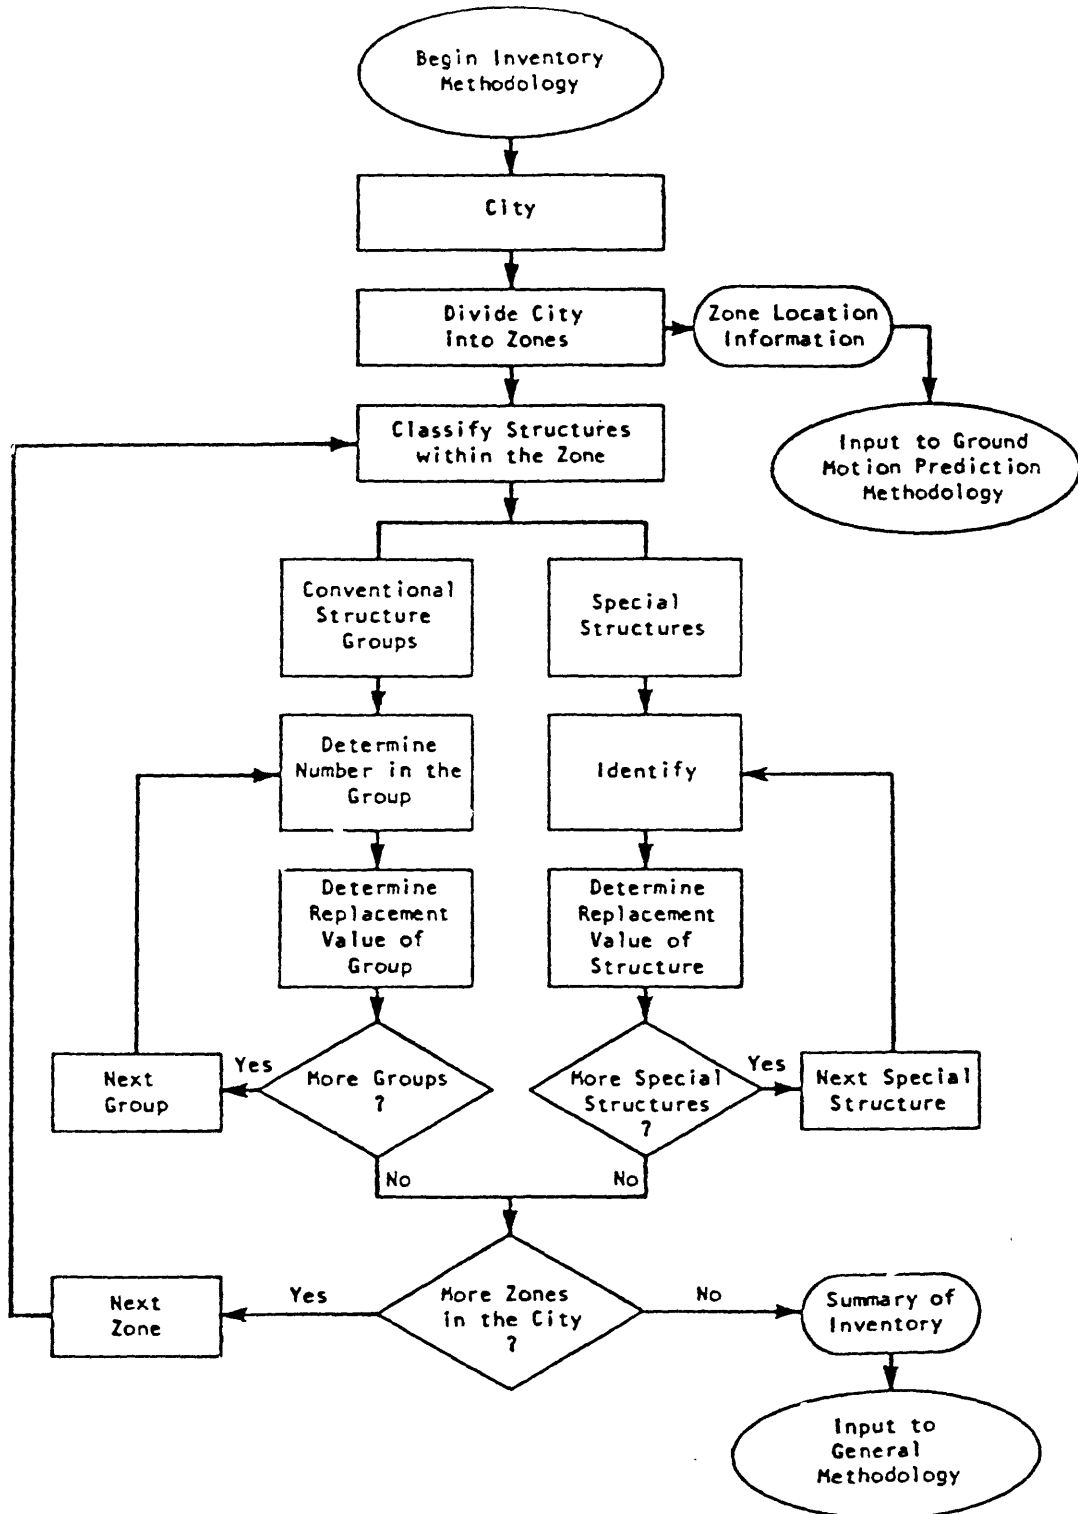 Begin Inventory
Methodology
City
Divide City
into Zones
Zone Location
Information
Classify Structures
within the Zone
Input to Ground
Motion Prediction
Methodology
Conventional
Structure
Groups
Special
Structures
Determine
Number in the
Group
Identify
Determine
Replacement
Value of
Group
Determine
Replacement
Value of
Structure
Next
Group
Yes
More Groups
?
More Special
Structures
?
Yes
Next Special
Structure
No
No
Next
Zone
Yes
More Zones
in the City
?
No
Summary of
Inventory
Input to
General
Methodology